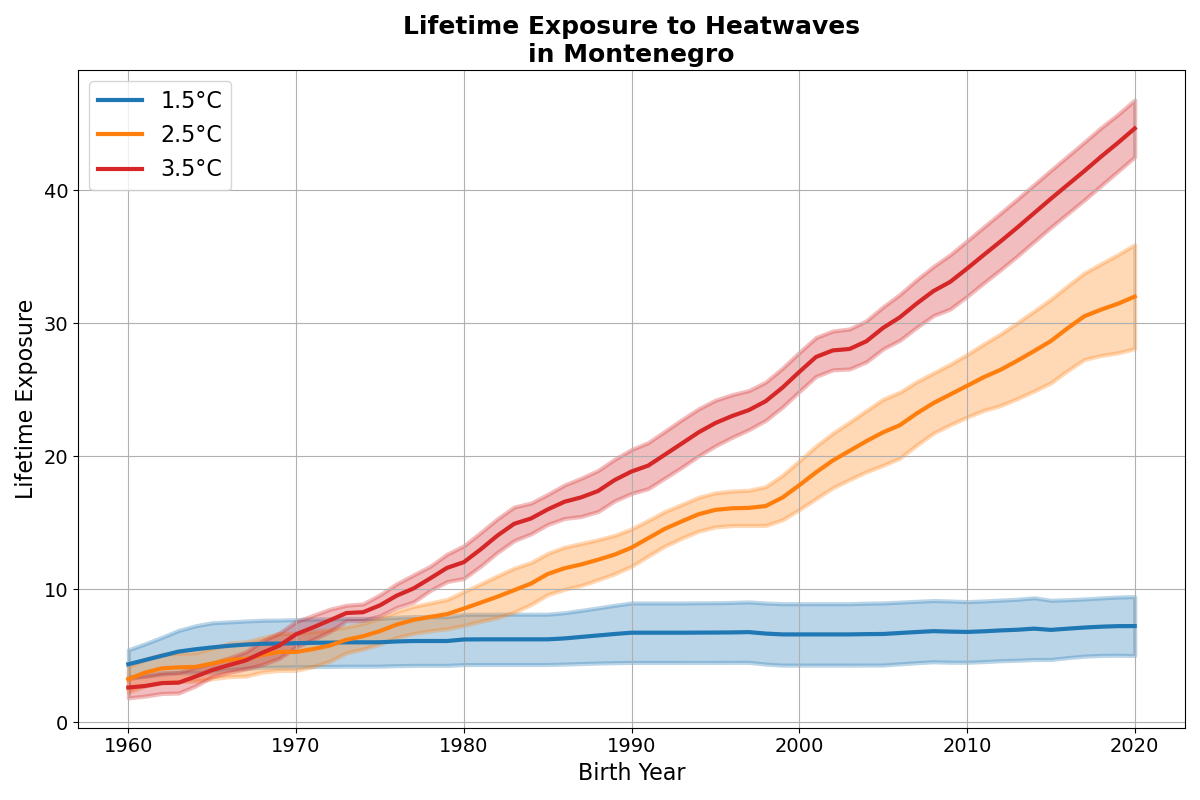 Lifetime Exposure to Heatwaves
in Montenegro
1.5°C
2.5°C
3.5°C
Lifetime Exposure
40
30
20
10
0
1960 1970 1980 1990 2000 2010 2020
Birth Year